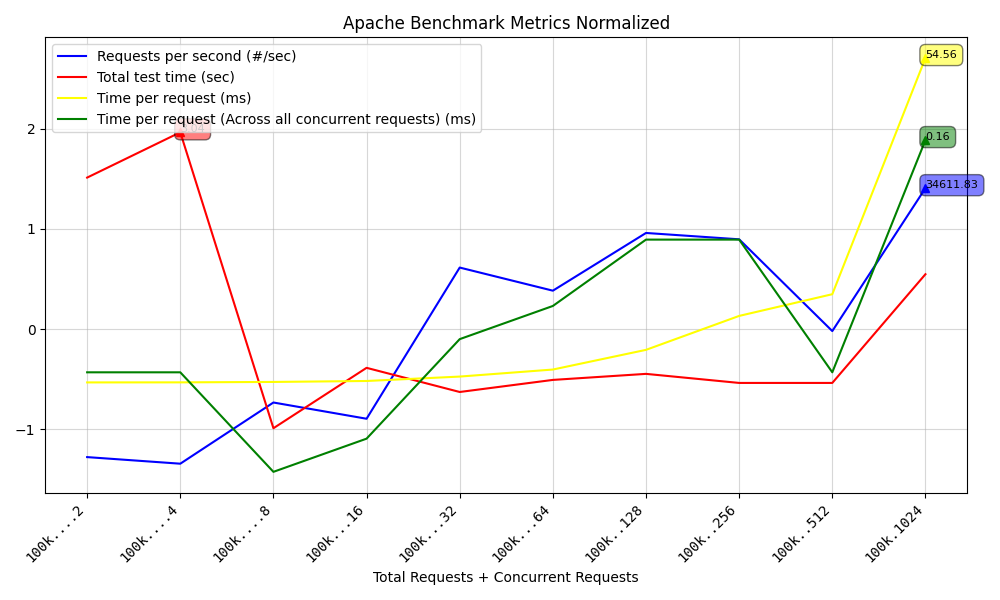 Apache Benchmark Metrics Normalized
Requests per second (#/sec)
Total test time (sec)
Time per request (ms)
Time per request (Across all concurrent requests) (ms)
54.56
0.16
34611.83
2
1
0
−1
100k....2
100k....4
100k....8
100k...16
100k...32
100k...64
100k..128
100k..256
100k..512
100k.1024
Total Requests + Concurrent Requests